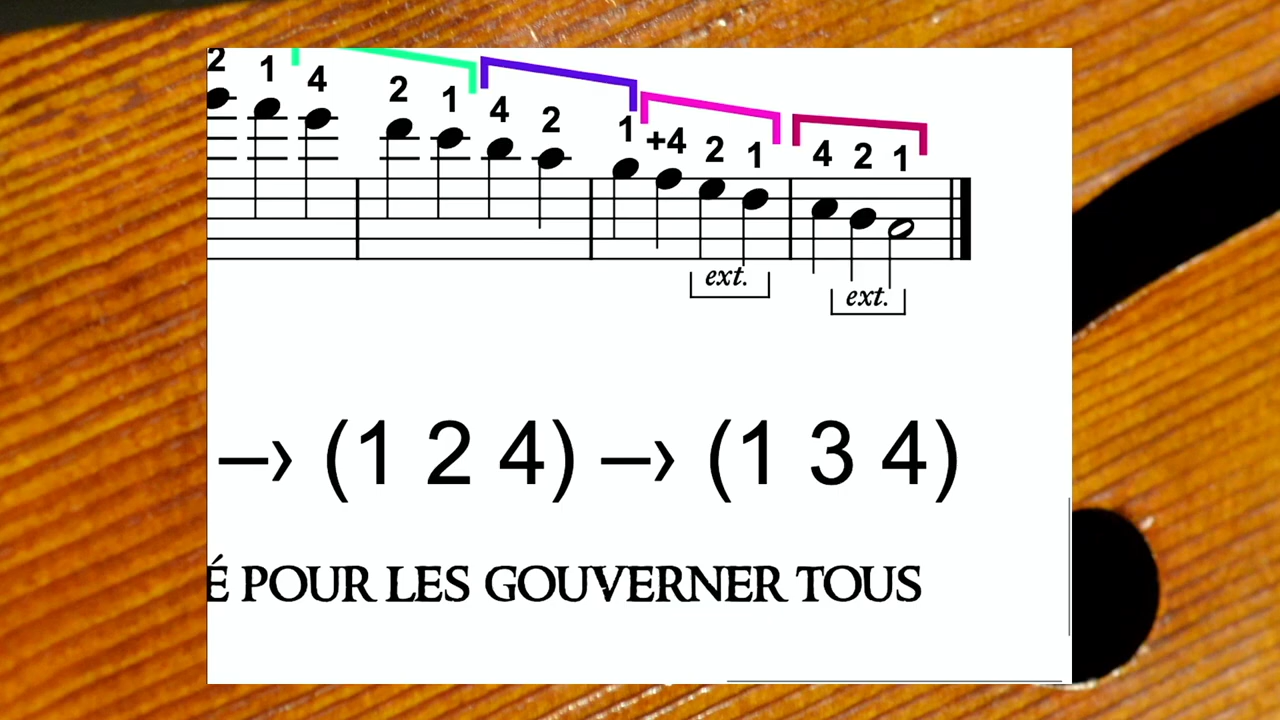 2 1 4 2 1 4 2 1 +4 2 1 4 2 1
ext. ext.
–› (1 2 4) –› (1 3 4)
É POUR LES GOUVERNER TOUS